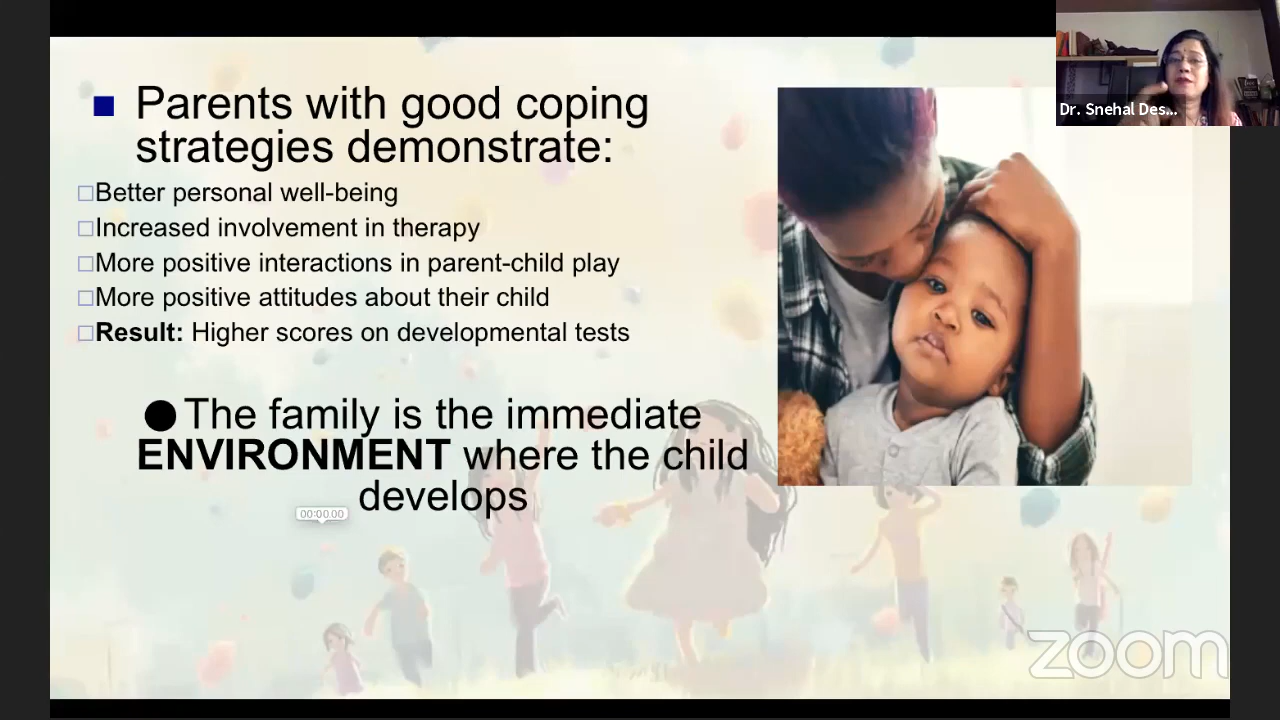 Parents with good coping
strategies demonstrate:
Better personal well-being
Increased involvement in therapy
More positive interactions in parent-child play
More positive attitudes about their child
Result: Higher scores on developmental tests
The family is the immediate
ENVIRONMENT where the child
develops
00:00.00
Dr. Snehal Des...
zoom